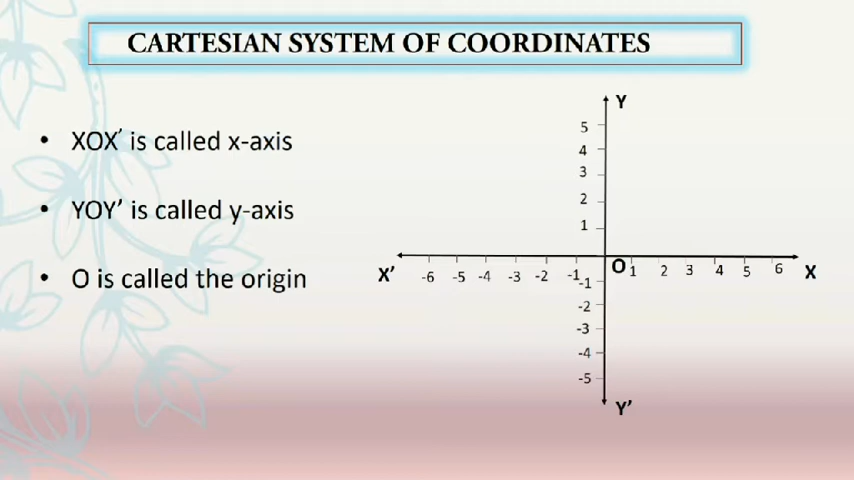 CARTESIAN SYSTEM OF COORDINATES
• XOX' is called x-axis
• YOY' is called y-axis
• O is called the origin
Y
5
4
3
2
1
X' -6 -5 -4 -3 -2 -1 O 1 2 3 4 5 6 X
-1
-2
-3
-4
-5
Y'